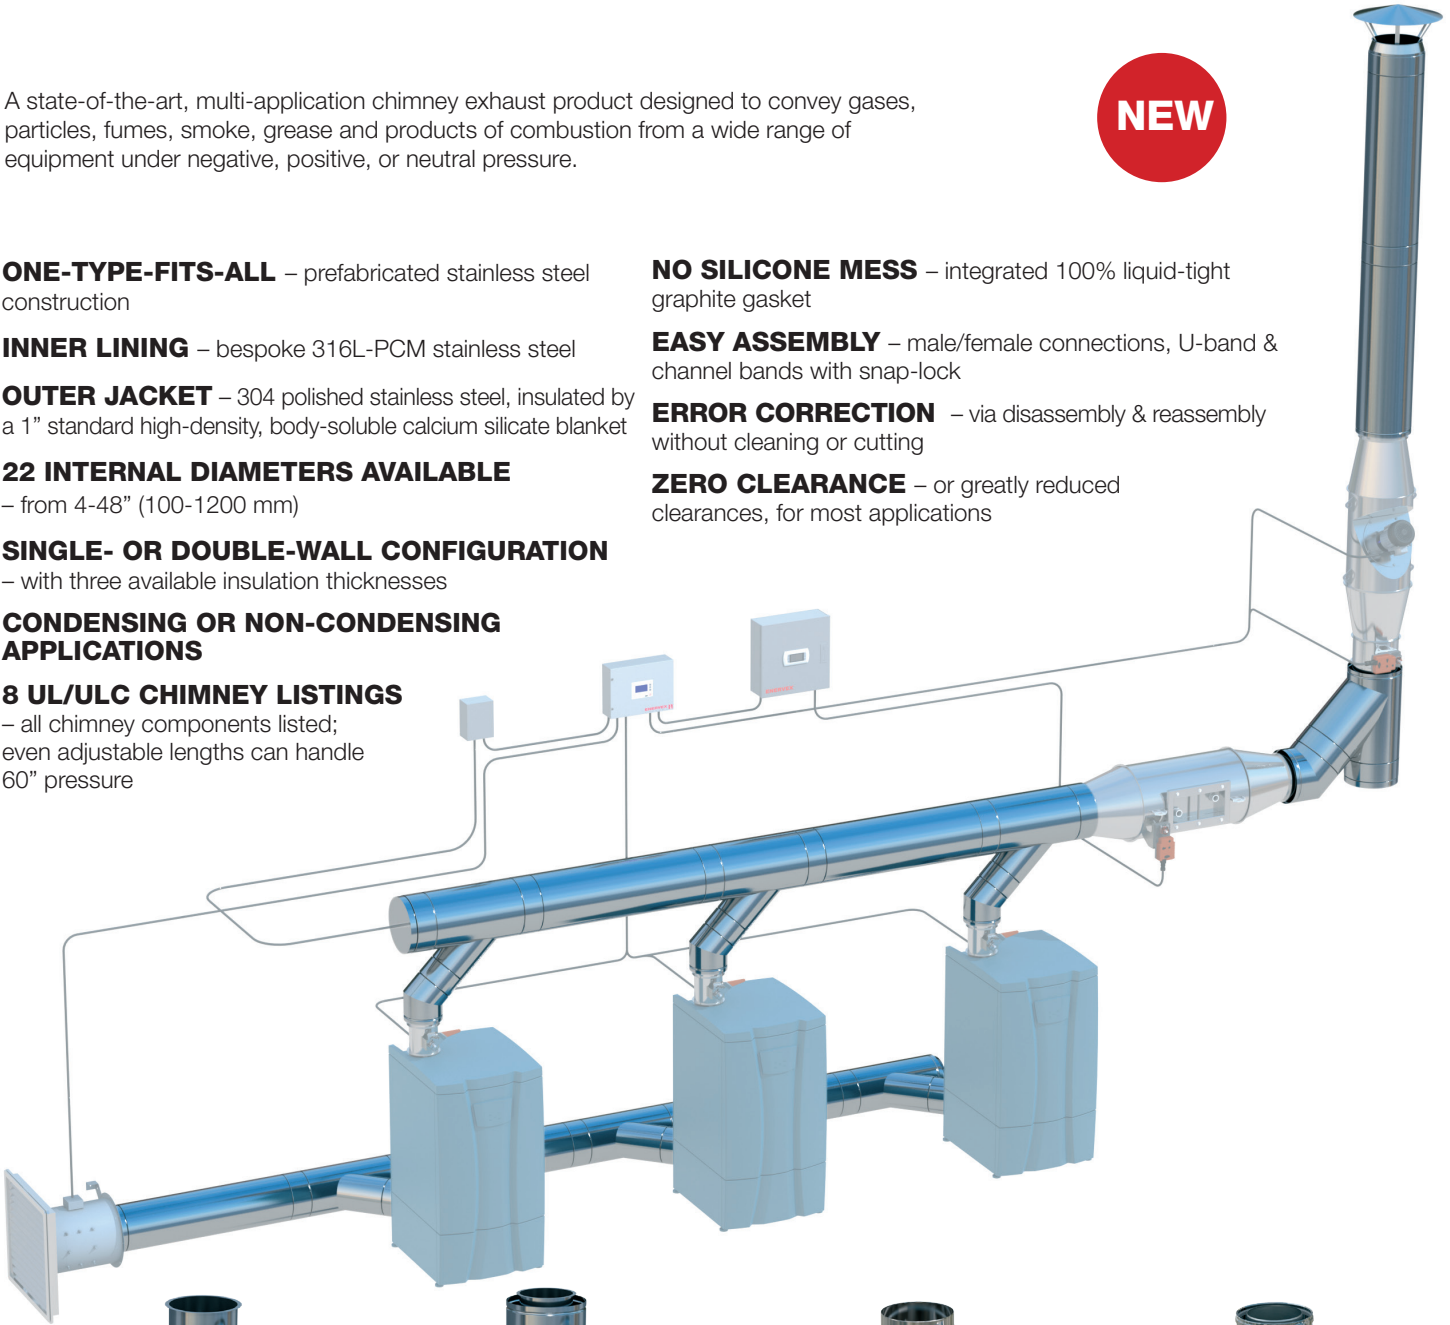 A state-of-the-art, multi-application chimney exhaust product designed to convey gases,
particles, fumes, smoke, grease and products of combustion from a wide range of
equipment under negative, positive, or neutral pressure.
NEW
ONE-TYPE-FITS-ALL – prefabricated stainless steel
construction
INNER LINING – bespoke 316L-PCM stainless steel
OUTER JACKET – 304 polished stainless steel, insulated by
a 1” standard high-density, body-soluble calcium silicate blanket
22 INTERNAL DIAMETERS AVAILABLE
– from 4-48” (100-1200 mm)
SINGLE- OR DOUBLE-WALL CONFIGURATION
– with three available insulation thicknesses
CONDENSING OR NON-CONDENSING
APPLICATIONS
8 UL/ULC CHIMNEY LISTINGS
– all chimney components listed;
even adjustable lengths can handle
60” pressure
NO SILICONE MESS – integrated 100% liquid-tight
graphite gasket
EASY ASSEMBLY – male/female connections, U-band &
channel bands with snap-lock
ERROR CORRECTION – via disassembly & reassembly
without cleaning or cutting
ZERO CLEARANCE – or greatly reduced
clearances, for most applications